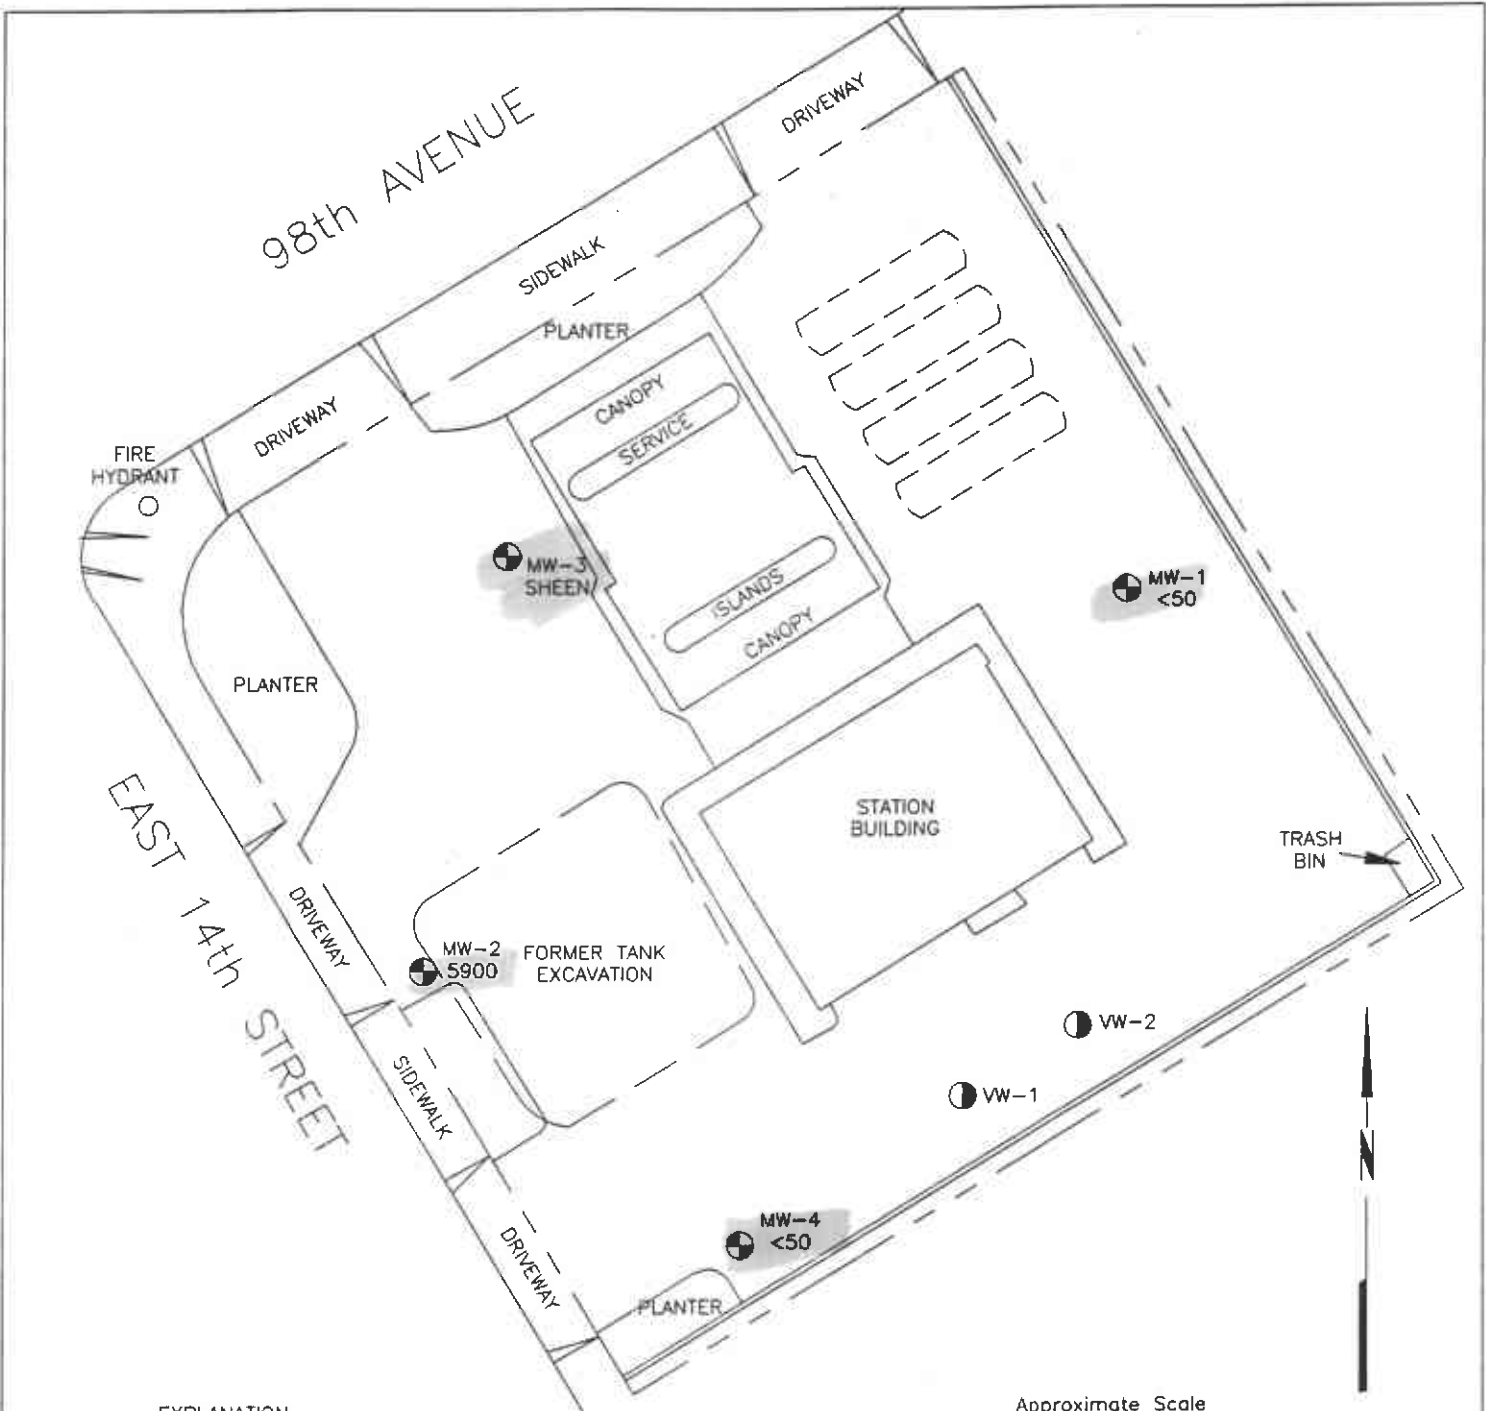 98th AVENUE
DRIVEWAY
SIDEWALK
PLANTER
DRIVEWAY
FIRE
HYDRANT
CANOPY
SERVICE
MW-3
SHEEN
ISLANDS
CANOPY
MW-1
<50
PLANTER
EAST 14th STREET
STATION
BUILDING
TRASH
BIN
DRIVEWAY
MW-2
5900
FORMER TANK
EXCAVATION
VW-2
VW-1
SIDEWALK
N
MW-4
<50
DRIVEWAY
PLANTER
EXPLANATION
Approximate Scale